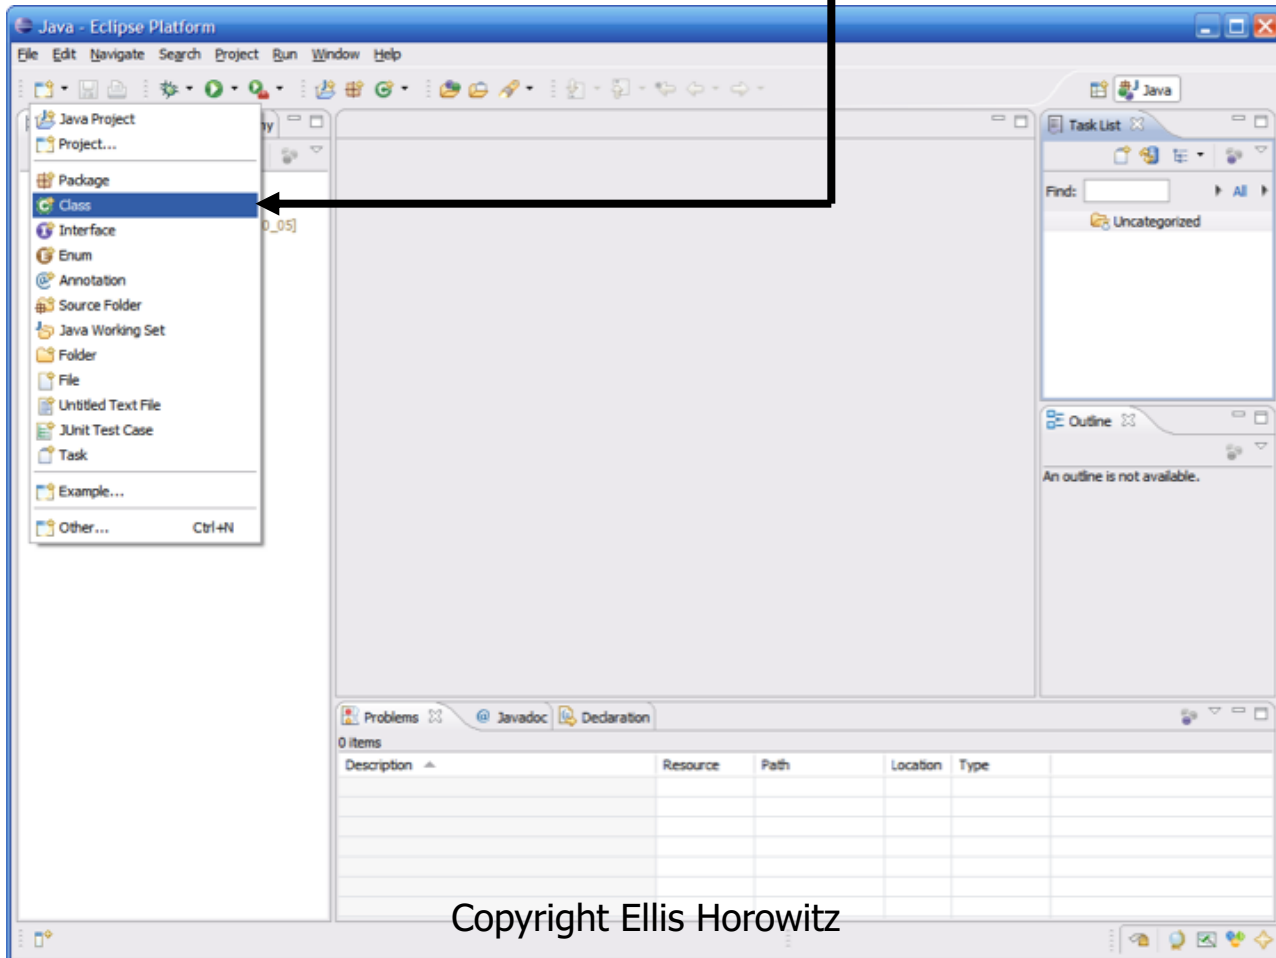 Java - Eclipse Platform
File Edit Navigate Search Project Run Window Help
Java
Java Project
Project...
Package
Class
Interface
Enum
Annotation
Source Folder
Java Working Set
Folder
File
Untitled Text File
JUnit Test Case
Task
Example...
Other... Ctrl+N
hy
0_05]
Task List
Find: All
Uncategorized
Outline
An outline is not available.
Problems @ Javadoc Declaration
0 items
Description Resource Path Location Type
Copyright Ellis Horowitz